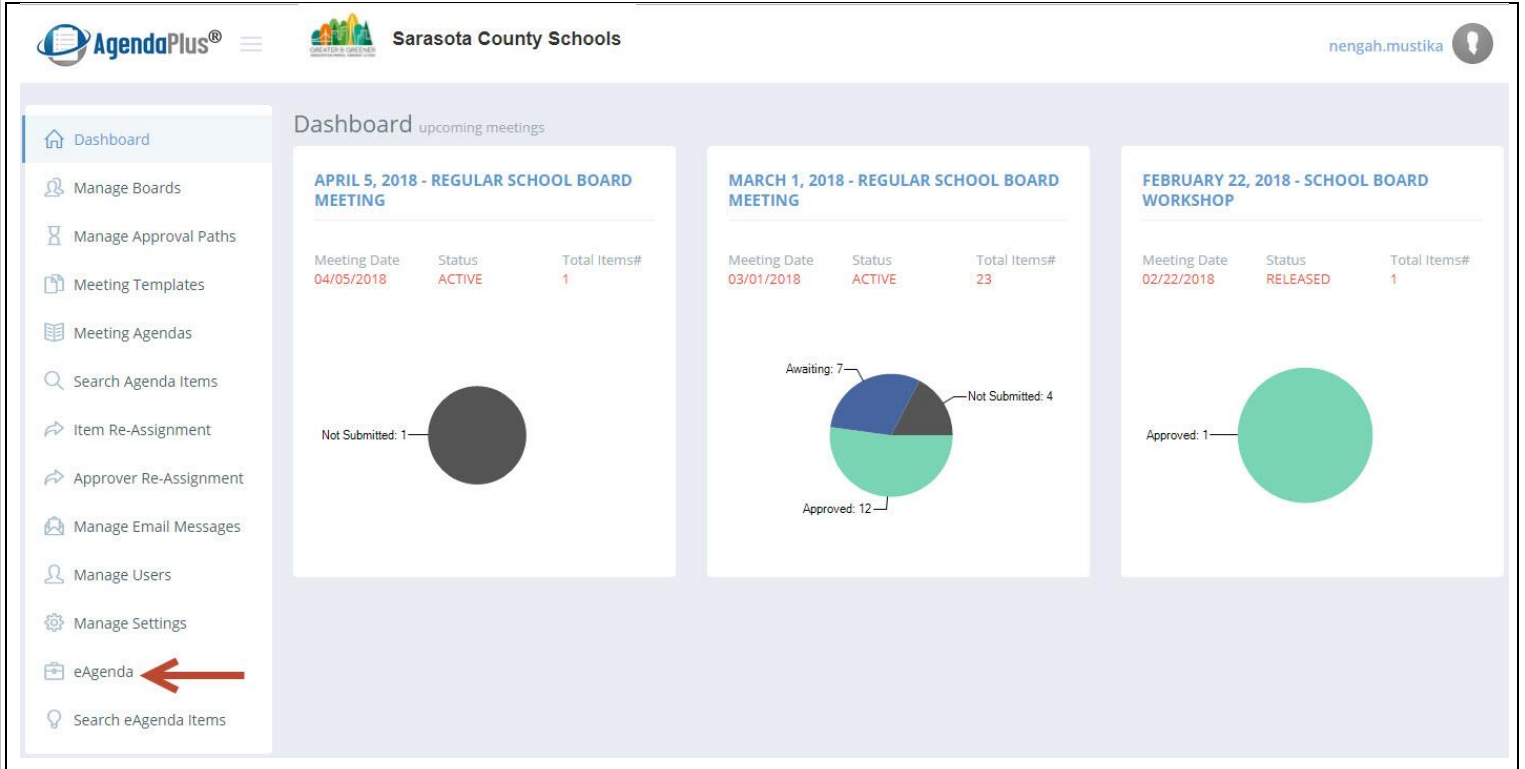 AgendaPlus®
Sarasota County Schools
nengah.mustika
Dashboard
Manage Boards
Manage Approval Paths
Meeting Templates
Meeting Agendas
Search Agenda Items
Item Re-Assignment
Approver Re-Assignment
Manage Email Messages
Manage Users
Manage Settings
eAgenda
Search eAgenda Items
Dashboard upcoming meetings
APRIL 5, 2018 - REGULAR SCHOOL BOARD
MEETING
Meeting Date Status Total Items#
04/05/2018 ACTIVE 1
Not Submitted: 1
MARCH 1, 2018 - REGULAR SCHOOL BOARD
MEETING
Meeting Date Status Total Items#
03/01/2018 ACTIVE 23
Awaiting: 7
Not Submitted: 4
Approved: 12
FEBRUARY 22, 2018 - SCHOOL BOARD
WORKSHOP
Meeting Date Status Total Items#
02/22/2018 RELEASED 1
Approved: 1